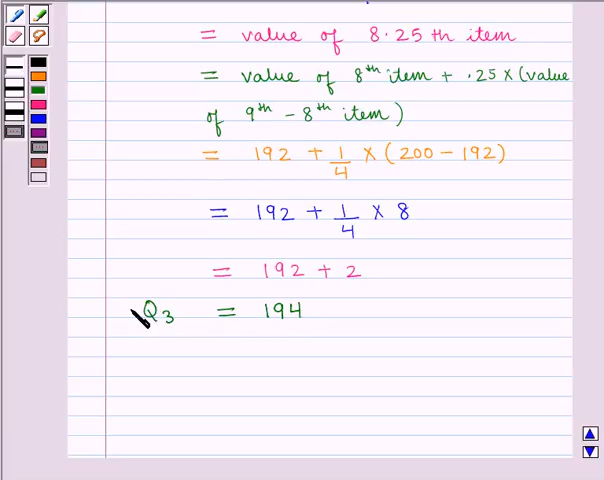 = value of 8.25 th item
= value of 8th item + .25 × (value
of 9th - 8th item)
= 192 + 1/4 × (200 - 192)
= 192 + 1/4 × 8
= 192 + 2
Q3 = 194